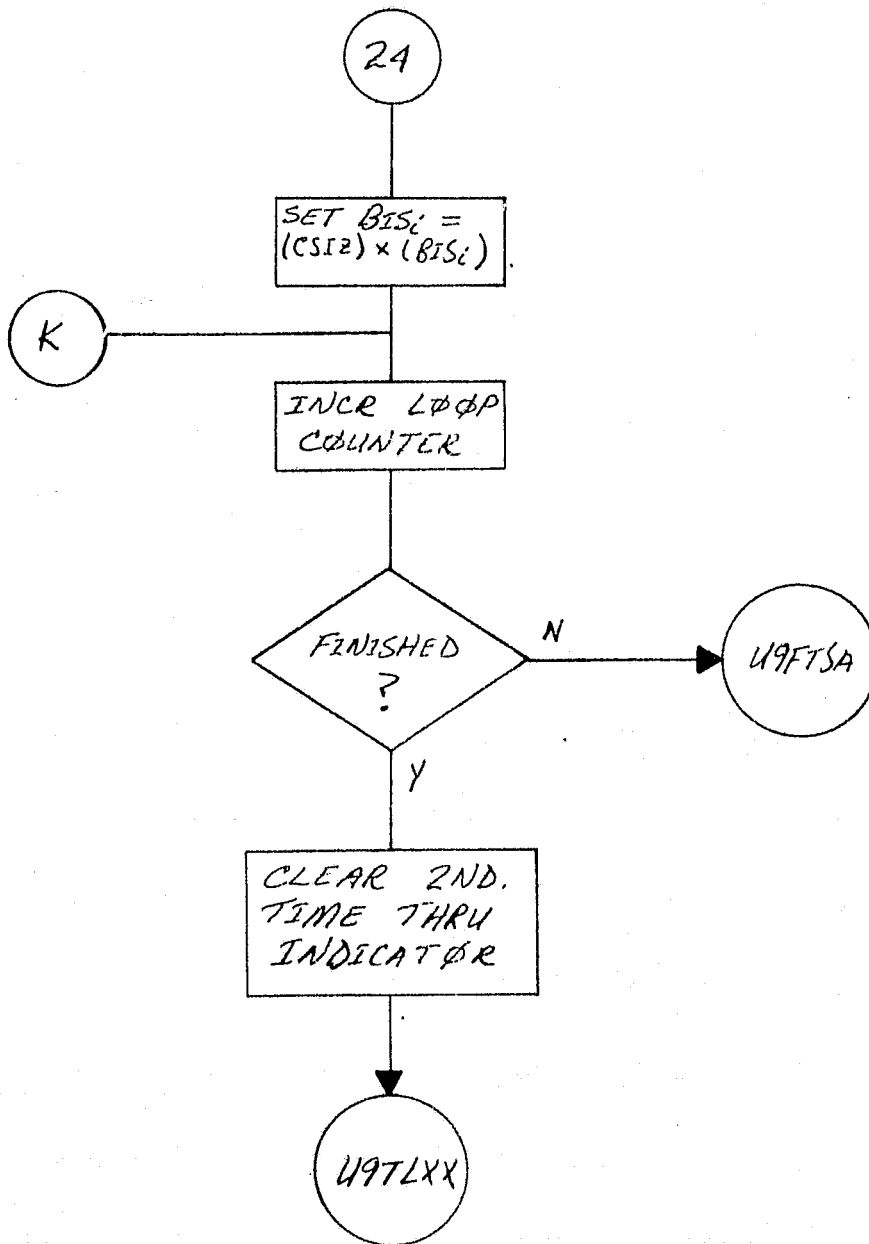 24
SET BISi =
(CSIZ) × (BISi)
K
INCR LØØP
CØUNTER
FINISHED
?
N
U9FTSA
Y
CLEAR 2ND.
TIME THRU
INDICATØR
U9TLXX